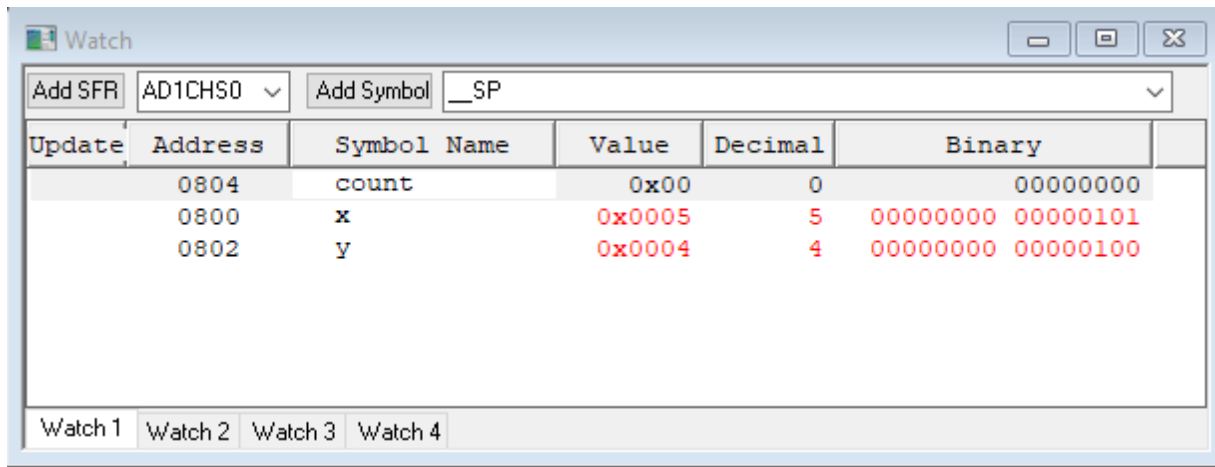 Watch
Add SFR AD1CHS0 Add Symbol __SP
Update Address Symbol Name Value Decimal Binary
0804 count 0x00 0 00000000
0800 x 0x0005 5 00000000 00000101
0802 y 0x0004 4 00000000 00000100
Watch 1 Watch 2 Watch 3 Watch 4